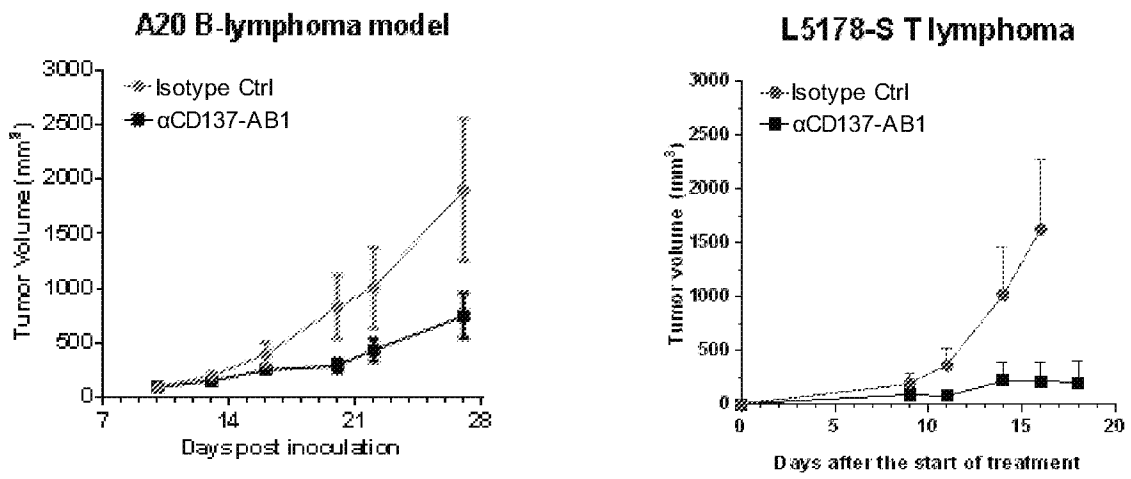 A20 B-lymphoma model
3000
2500
2000
1500
1000
500
0
Tumor Volume (mm³)
Isotype Ctrl
αCD137-AB1
7 14 21 28
Days post inoculation
L5178-S T lymphoma
3000
2500
2000
1500
1000
500
0
Tumor volume (mm³)
Isotype Ctrl
αCD137-AB1
0 5 10 15 20
Days after the start of treatment